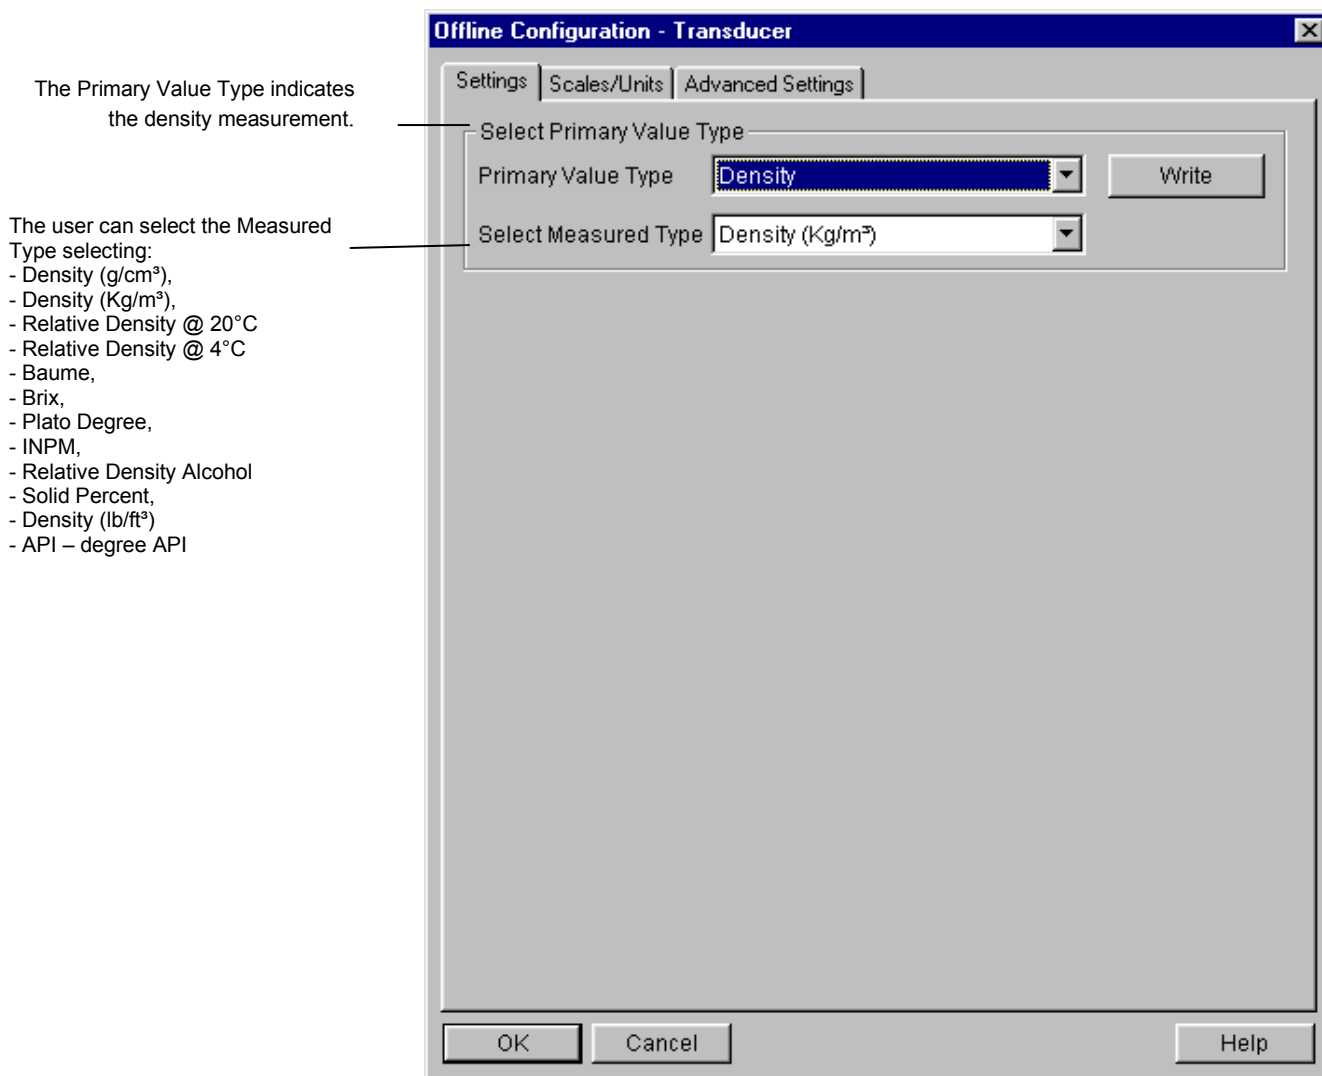 The Primary Value Type indicates
the density measurement.
The user can select the Measured
Type selecting:
- Density (g/cm³),
- Density (Kg/m³),
- Relative Density @ 20°C
- Relative Density @ 4°C
- Baume,
- Brix,
- Plato Degree,
- INPM,
- Relative Density Alcohol
- Solid Percent,
- Density (lb/ft³)
- API – degree API
Offline Configuration - Transducer
Settings Scales/Units Advanced Settings
Select Primary Value Type
Primary Value Type Density Write
Select Measured Type Density (Kg/m³)
OK Cancel Help